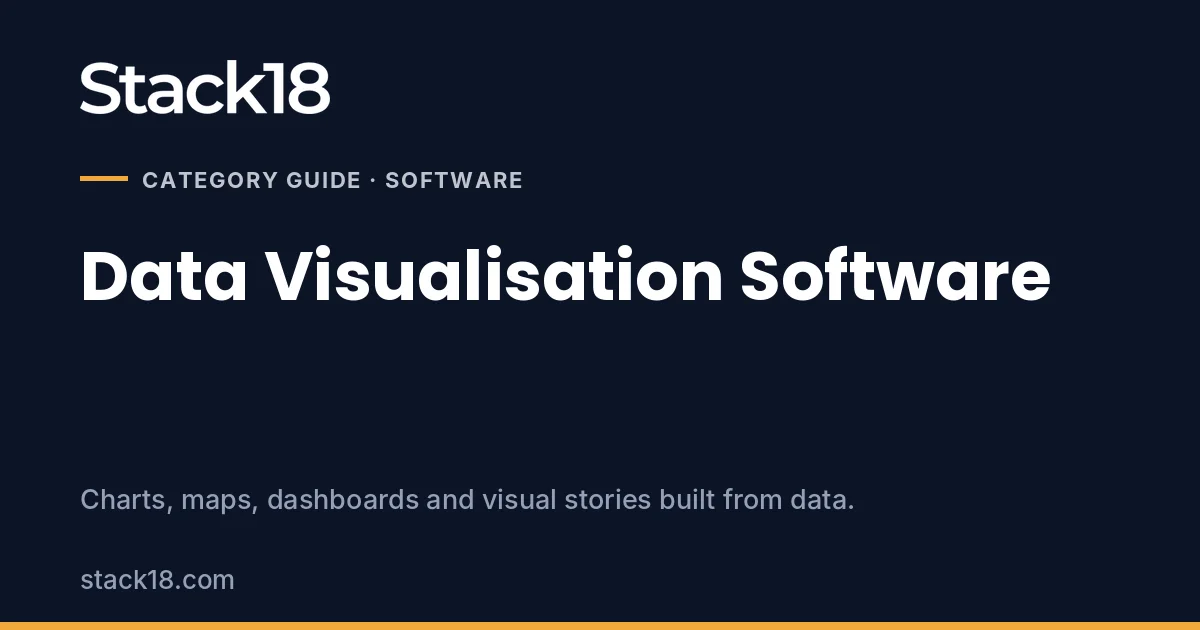 Stack18
CATEGORY GUIDE · SOFTWARE
Data Visualisation Software
Charts, maps, dashboards and visual stories built from data.
stack18.com